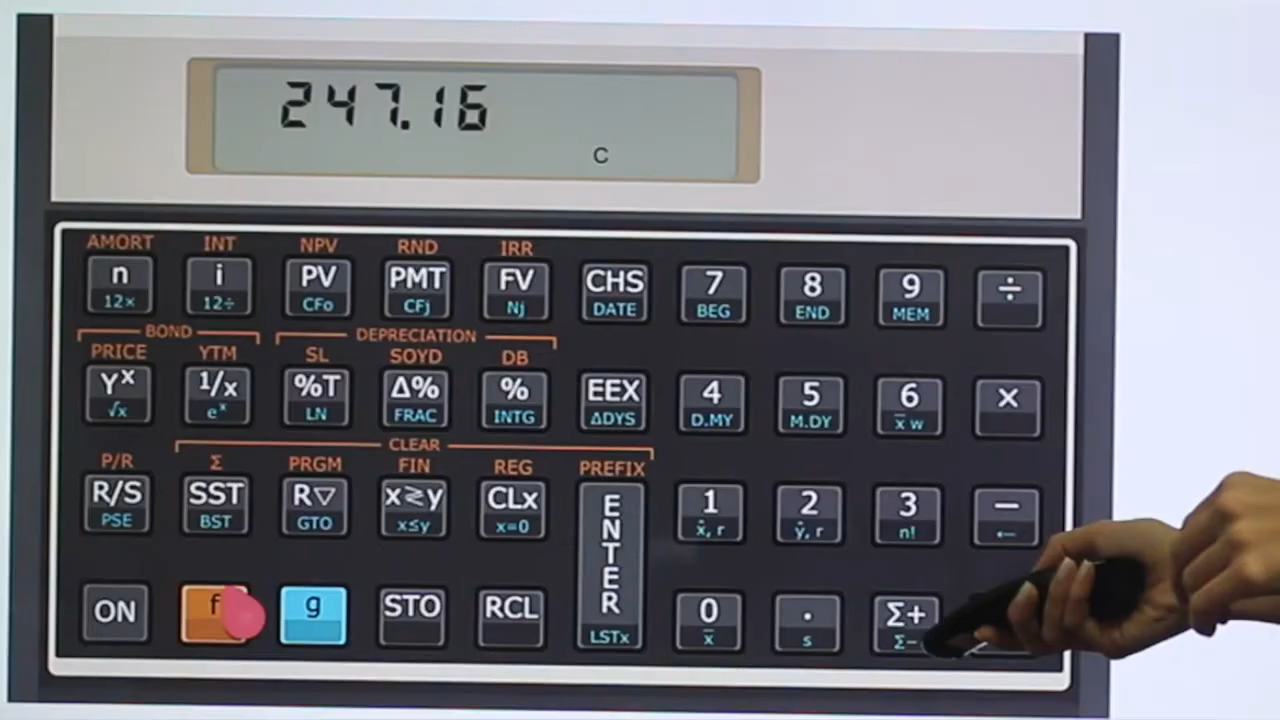 247.16
C
AMORT INT NPV RND IRR
n i PV PMT FV CHS 7 8 9 ÷
12× 12÷ CFo CFj Nj DATE BEG END MEM
BOND DEPRECIATION
PRICE YTM SL SOYD DB
Yˣ 1/x %T Δ% % EEX 4 5 6 ×
√x eˣ LN FRAC INTG ΔDYS D.MY M.DY x̄ w
CLEAR
P/R Σ PRGM FIN REG PREFIX
R/S SST R▽ x≷y CLx ENTER 1 2 3 −
PSE BST GTO x≤y x=0 x̂, r ŷ, r n! ←
ON f g STO RCL 0 . Σ+
LSTx x̄ s Σ−